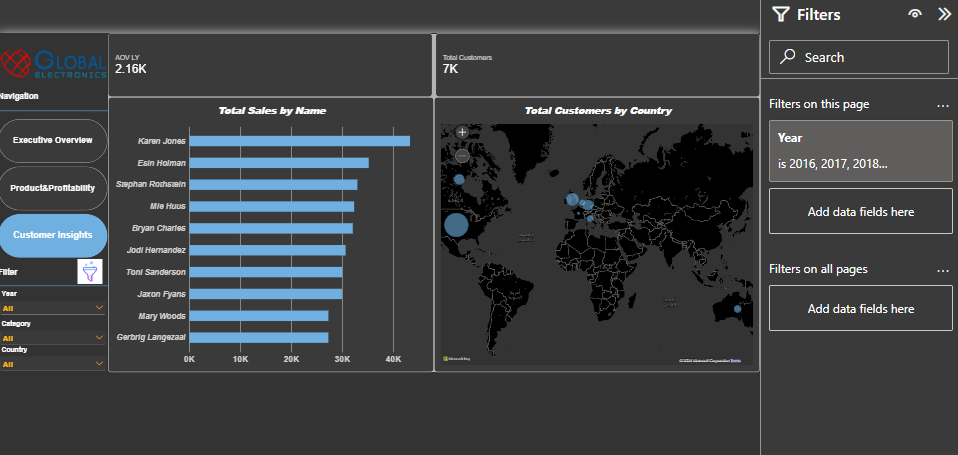 GLOBAL
ELECTRONICS
Navigation
Executive Overview
Product&Profitability
Customer Insights
Filter
Year
All
Category
All
Country
All
AOV LY
2.16K
Total Customers
7K
Total Sales by Name
Karen Jones
Esin Holman
Stephan Rothstein
Mie Huus
Bryan Charles
Jodi Hernandez
Toni Sanderson
Jaxon Fyans
Mary Woods
Gerbrig Langezaal
0K 10K 20K 30K 40K
Total Customers by Country
Filters
Search
Filters on this page
Year
is 2016, 2017, 2018...
Add data fields here
Filters on all pages
Add data fields here